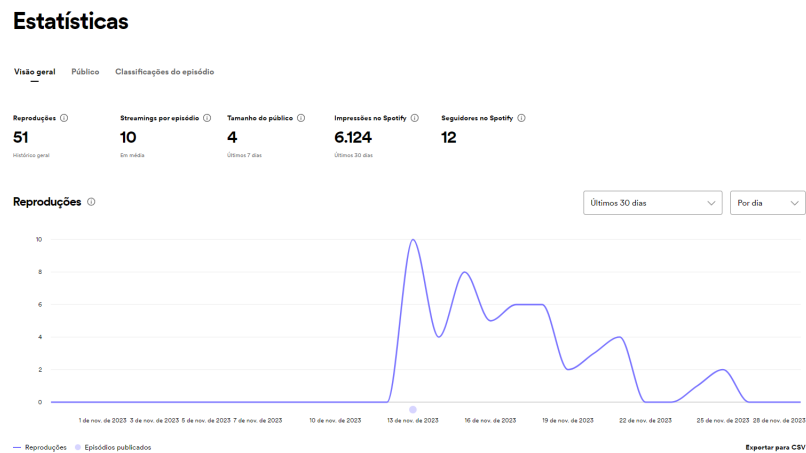 Estatísticas
Visão geral Público Classificações do episódio
Reproduções Streamings por episódio Tamanho do público Impressões no Spotify Seguidores no Spotify
51 10 4 6.124 12
Histórico geral Em média Últimos 7 dias Últimos 30 dias
Reproduções Últimos 30 dias Por dia
10
8
6
4
2
0
1 de nov. de 2023 3 de nov. de 2023 5 de nov. de 2023 7 de nov. de 2023 10 de nov. de 2023 13 de nov. de 2023 16 de nov. de 2023 19 de nov. de 2023 22 de nov. de 2023 25 de nov. de 2023 28 de nov. de 2023
Reproduções Episódios publicados Exportar para CSV